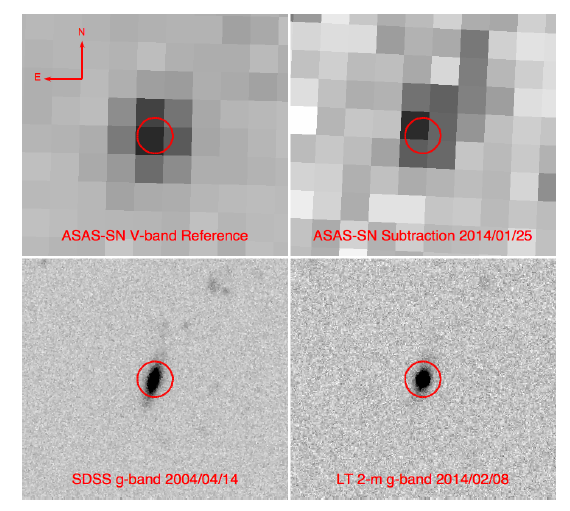 N
E
ASAS-SN V-band Reference
ASAS-SN Subtraction 2014/01/25
SDSS g-band 2004/04/14
LT 2-m g-band 2014/02/08